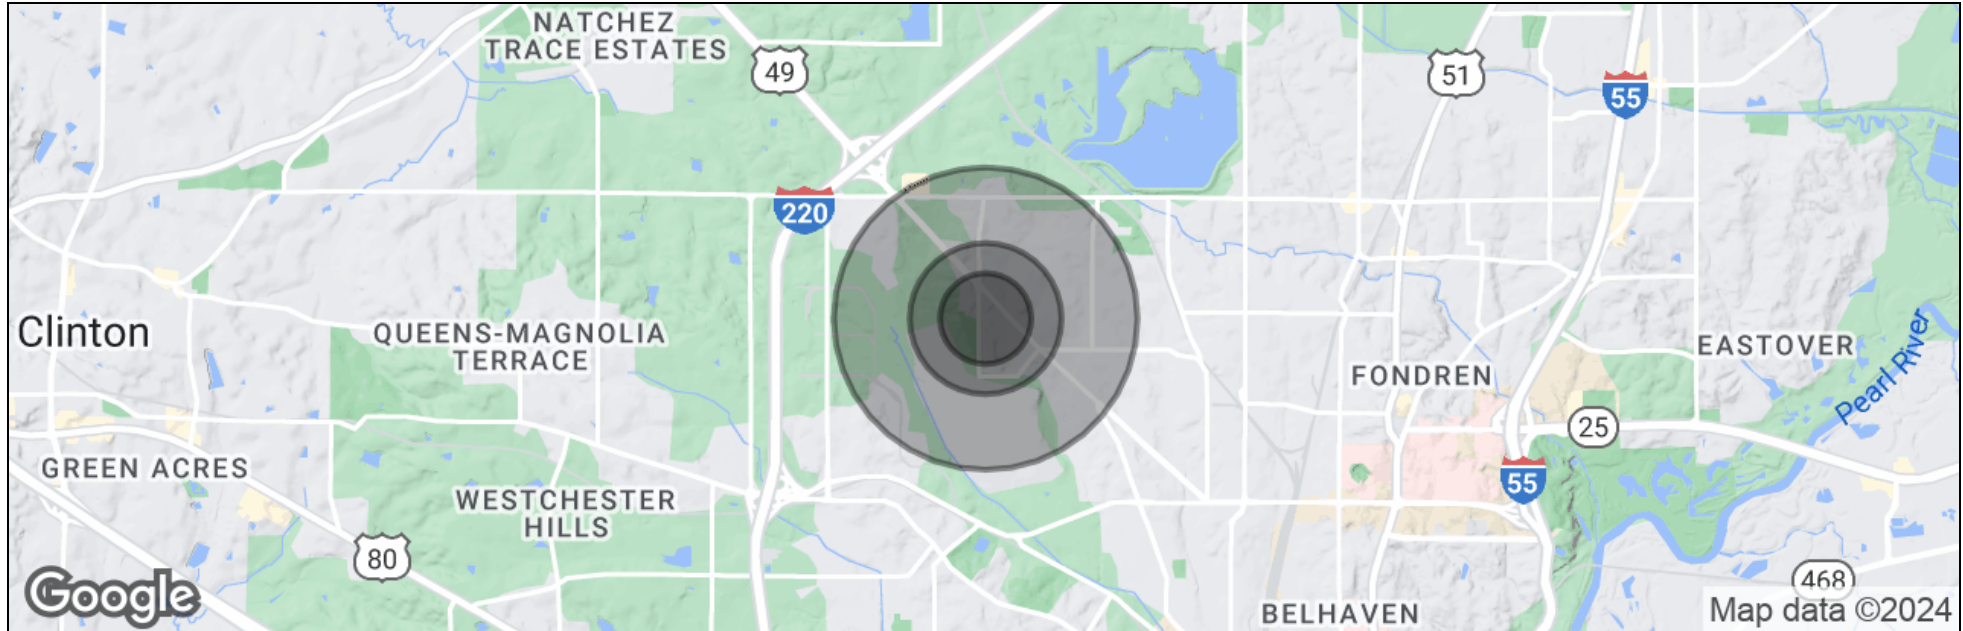 NATCHEZ
TRACE ESTATES
49
51
55
220
Clinton
QUEENS-MAGNOLIA
TERRACE
EASTOVER
FONDREN
Pearl River
25
GREEN ACRES
55
WESTCHESTER
HILLS
80
468
Google
BELHAVEN
Map data ©2024